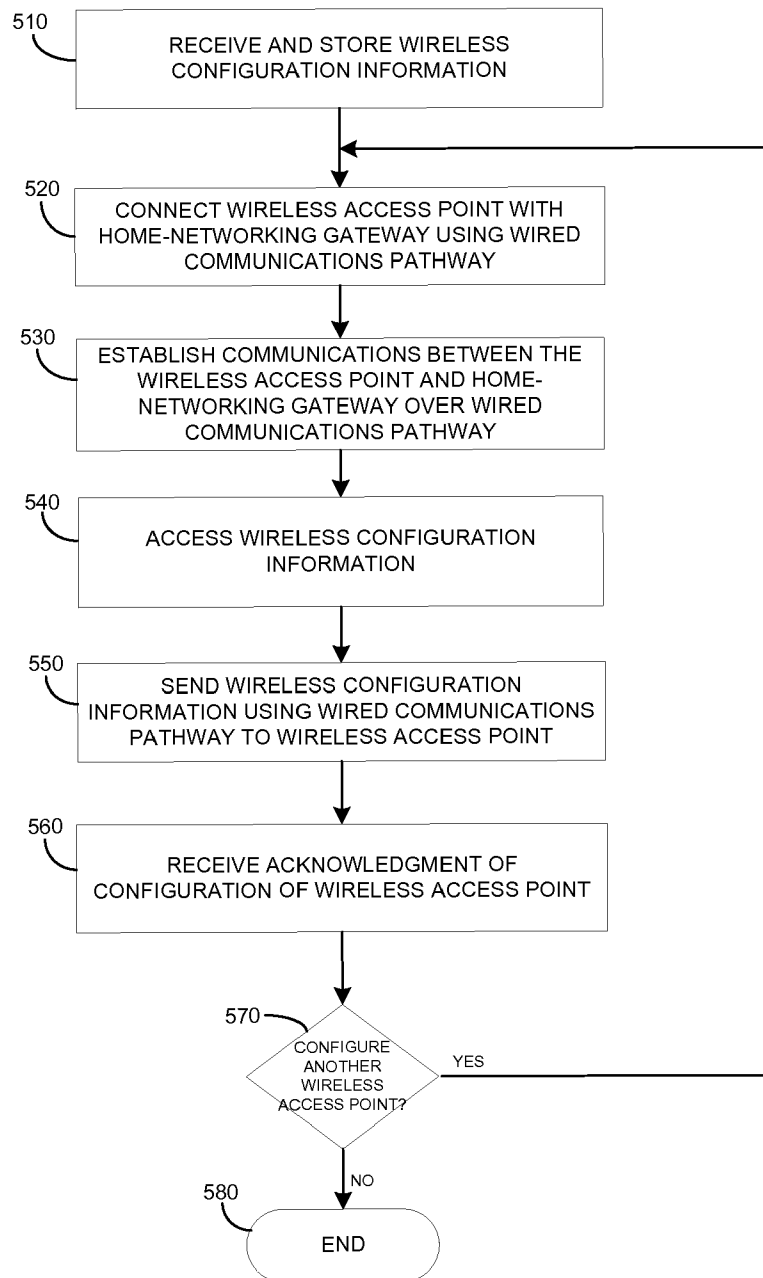 510
RECEIVE AND STORE WIRELESS
CONFIGURATION INFORMATION
520
CONNECT WIRELESS ACCESS POINT WITH
HOME-NETWORKING GATEWAY USING WIRED
COMMUNICATIONS PATHWAY
530
ESTABLISH COMMUNICATIONS BETWEEN THE
WIRELESS ACCESS POINT AND HOME-
NETWORKING GATEWAY OVER WIRED
COMMUNICATIONS PATHWAY
540
ACCESS WIRELESS CONFIGURATION
INFORMATION
550
SEND WIRELESS CONFIGURATION
INFORMATION USING WIRED COMMUNICATIONS
PATHWAY TO WIRELESS ACCESS POINT
560
RECEIVE ACKNOWLEDGMENT OF
CONFIGURATION OF WIRELESS ACCESS POINT
570
CONFIGURE
ANOTHER
WIRELESS
ACCESS POINT?
YES
NO
580
END